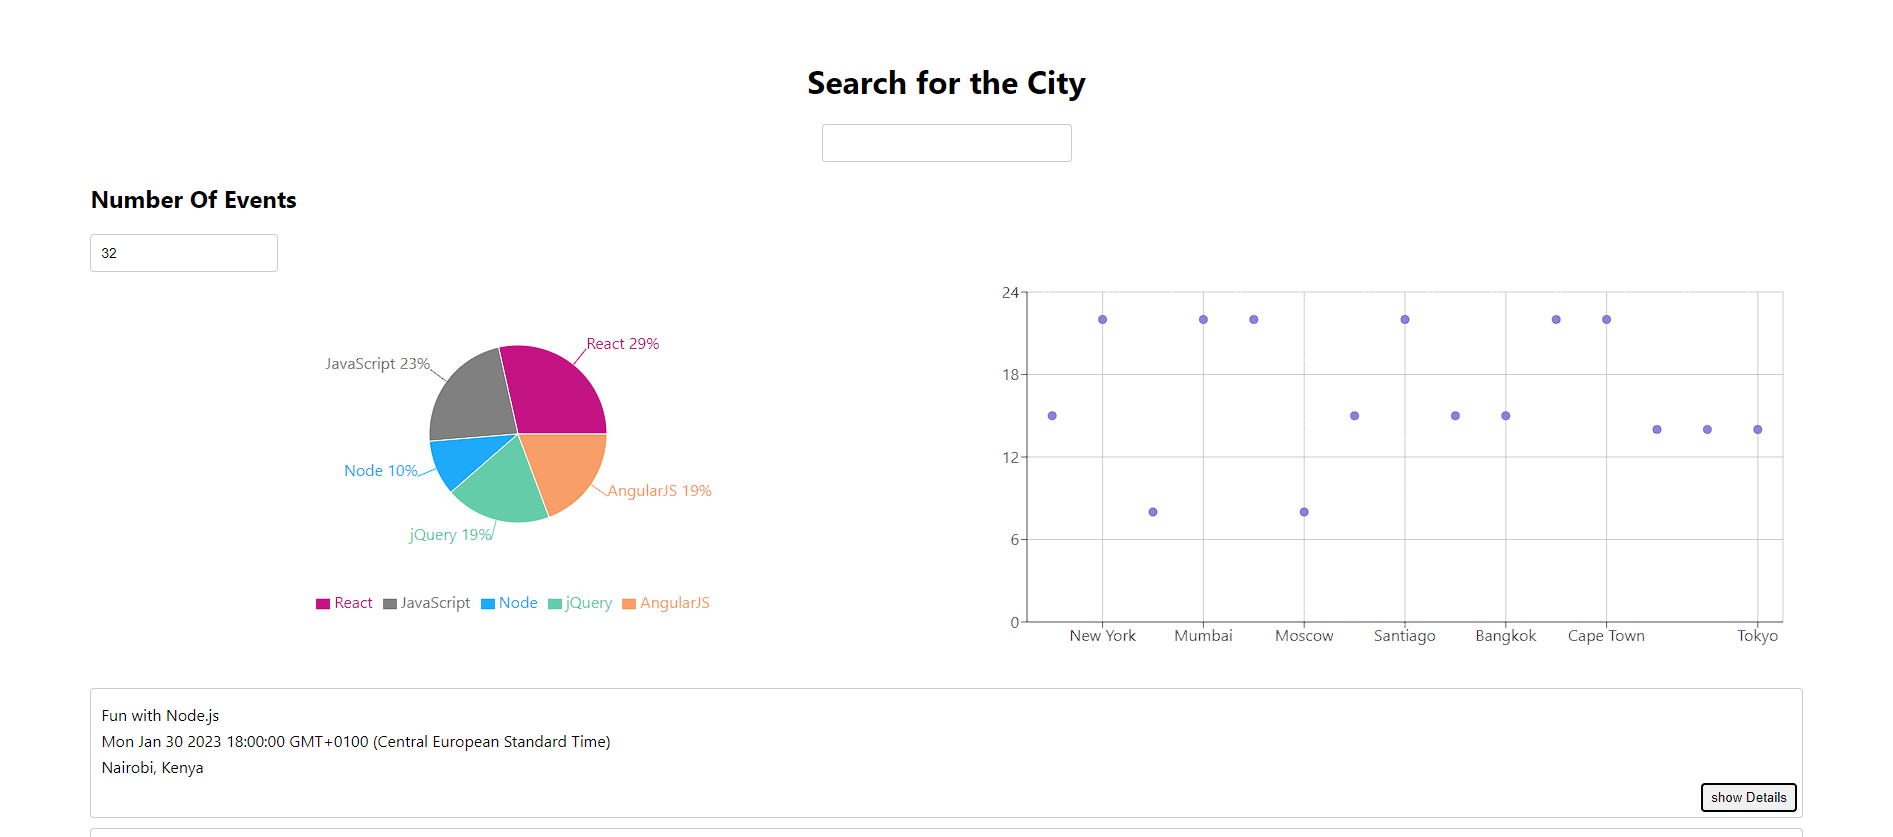 Search for the City
Number Of Events
32
React 29%
JavaScript 23%
Node 10%
AngularJS 19%
jQuery 19%
React JavaScript Node jQuery AngularJS
24
18
12
6
0
New York Mumbai Moscow Santiago Bangkok Cape Town Tokyo
Fun with Node.js
Mon Jan 30 2023 18:00:00 GMT+0100 (Central European Standard Time)
Nairobi, Kenya
show Details